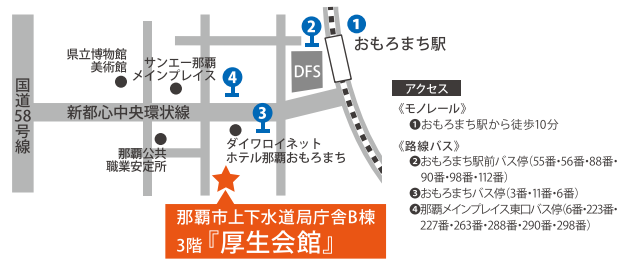 ❷
❶
おもろまち駅
県立博物館
美術館
サンエー那覇
メインプレイス
❹
DFS
国道58号線
新都心中央環状線
❸
那覇公共
職業安定所
ダイワロイネット
ホテル那覇おもろまち
那覇市上下水道局庁舎B棟
3階『厚生会館』
アクセス
《モノレール》
❶おもろまち駅から徒歩10分
《路線バス》
❷おもろまち駅前バス停(55番・56番・88番・
90番・98番・112番)
❸おもろまちバス停(3番・11番・6番)
❹那覇メインプレイス東口バス停(6番・223番・
227番・263番・288番・290番・298番)